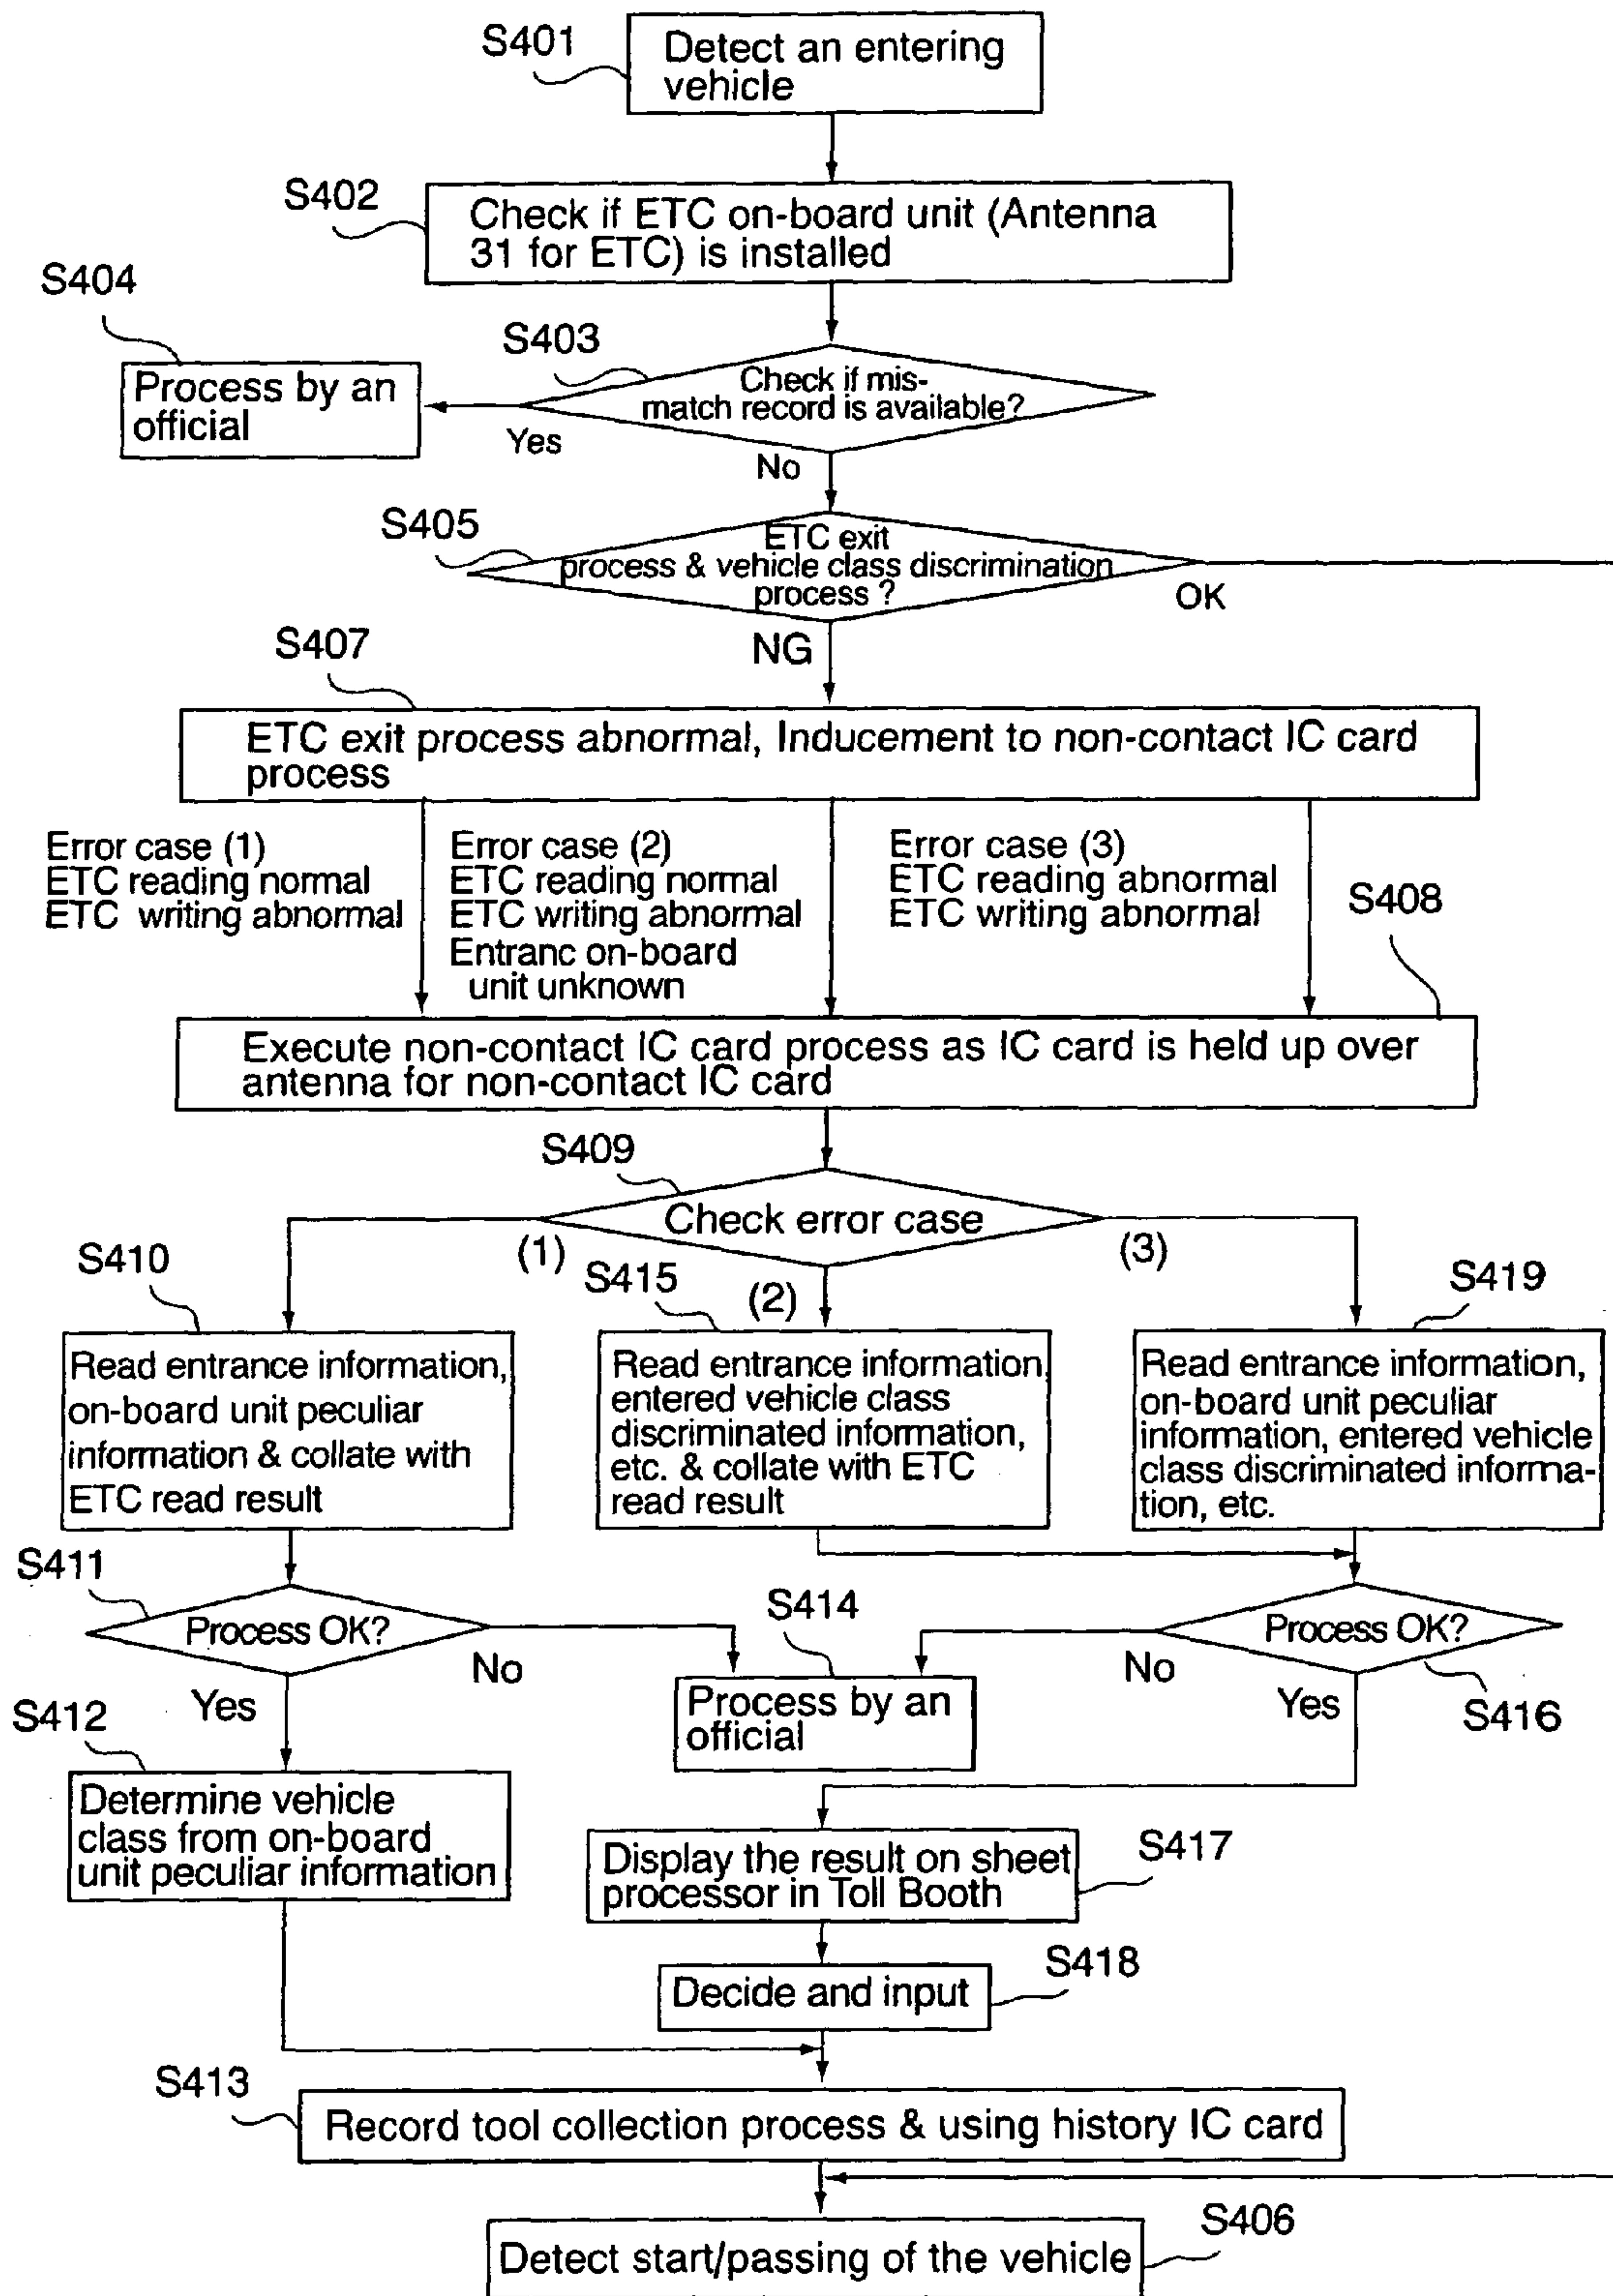 S401
Detect an entering
vehicle
S402
Check if ETC on-board unit (Antenna
31 for ETC) is installed
S404
Process by an
official
S403
Check if mis-
match record is available?
Yes
No
S405
ETC exit
process & vehicle class discrimination
process ?
OK
NG
S407
ETC exit process abnormal, Inducement to non-contact IC card
process
Error case (1)
ETC reading normal
ETC writing abnormal
Error case (2)
ETC reading normal
ETC writing abnormal
Entranc on-board
unit unknown
Error case (3)
ETC reading abnormal
ETC writing abnormal
S408
Execute non-contact IC card process as IC card is held up over
antenna for non-contact IC card
S409
Check error case
(1)
(2)
(3)
S410
Read entrance information,
on-board unit peculiar
information & collate with
ETC read result
S415
Read entrance information,
entered vehicle class
discriminated information,
etc. & collate with ETC
read result
S419
Read entrance information,
on-board unit peculiar
information, entered vehicle
class discriminated informa-
tion, etc.
S411
Process OK?
No
Yes
S414
Process by an
official
Process OK?
No
Yes
S416
S412
Determine vehicle
class from on-board
unit peculiar information
Display the result on sheet
processor in Toll Booth
S417
Decide and input
S418
S413
Record tool collection process & using history IC card
S406
Detect start/passing of the vehicle